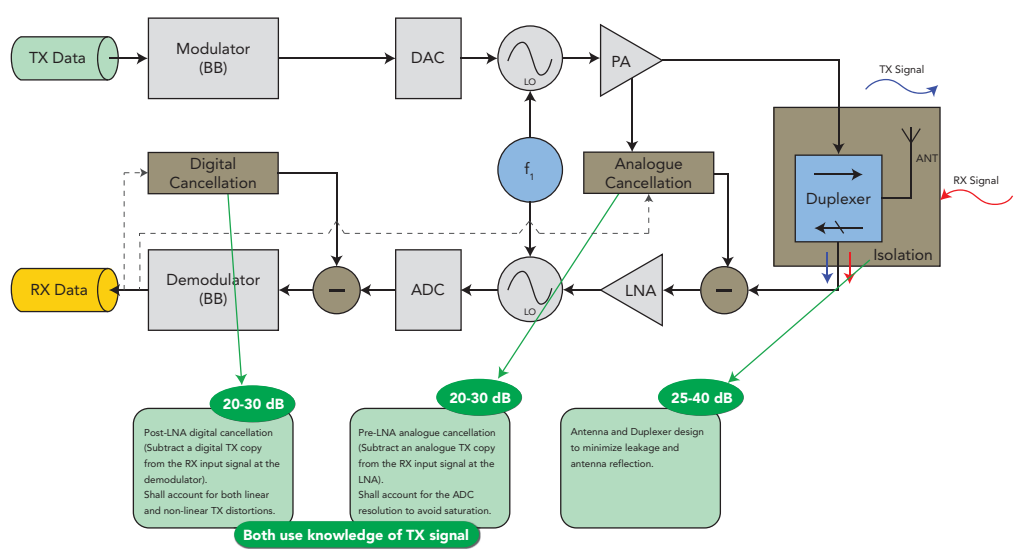 TX Data
Modulator
(BB)
DAC
LO
PA
TX Signal
Digital
Cancellation
f1
Analogue
Cancellation
ANT
Duplexer
RX Signal
Isolation
RX Data
Demodulator
(BB)
ADC
LO
LNA
20-30 dB
Post-LNA digital cancellation
(Subtract a digital TX copy
from the RX input signal at the
demodulator).
Shall account for both linear
and non-linear TX distortions.
20-30 dB
Pre-LNA analogue cancellation
(Subtract an analogue TX copy
from the RX input signal at the
LNA).
Shall account for the ADC
resolution to avoid saturation.
25-40 dB
Antenna and Duplexer design
to minimize leakage and
antenna reflection.
Both use knowledge of TX signal